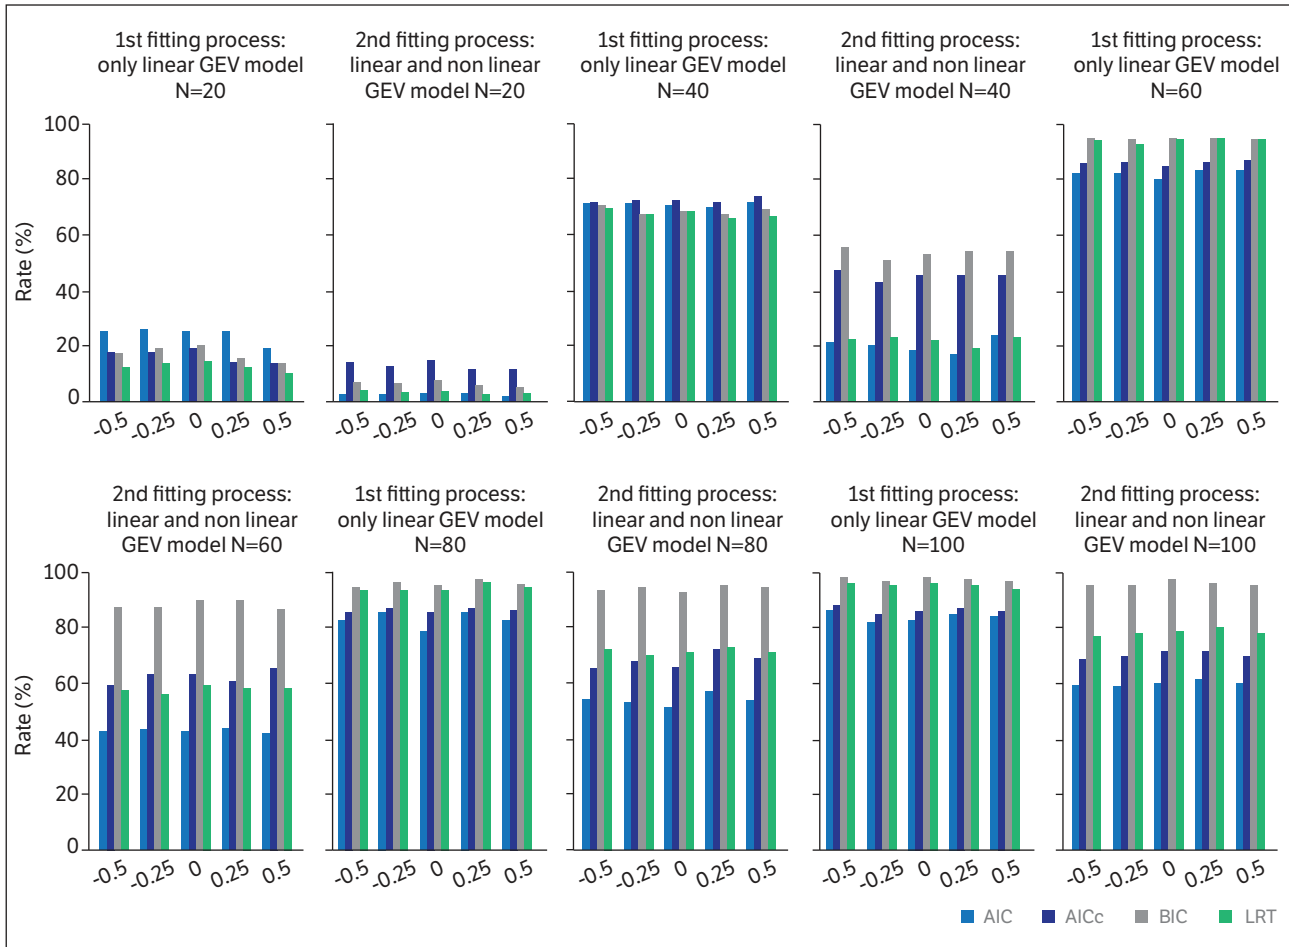 1st fitting process:
only linear GEV model
N=20
2nd fitting process:
linear and non linear
GEV model N=20
1st fitting process:
only linear GEV model
N=40
2nd fitting process:
linear and non linear
GEV model N=40
1st fitting process:
only linear GEV model
N=60
Rate (%)
100
80
60
40
20
0
-0.5 -0.25 0 0.25 0.5
-0.5 -0.25 0 0.25 0.5
-0.5 -0.25 0 0.25 0.5
-0.5 -0.25 0 0.25 0.5
-0.5 -0.25 0 0.25 0.5
2nd fitting process:
linear and non linear
GEV model N=60
1st fitting process:
only linear GEV model
N=80
2nd fitting process:
linear and non linear
GEV model N=80
1st fitting process:
only linear GEV model
N=100
2nd fitting process:
linear and non linear
GEV model N=100
Rate (%)
100
80
60
40
20
0
-0.5 -0.25 0 0.25 0.5
-0.5 -0.25 0 0.25 0.5
-0.5 -0.25 0 0.25 0.5
-0.5 -0.25 0 0.25 0.5
-0.5 -0.25 0 0.25 0.5
AIC AICc BIC LRT